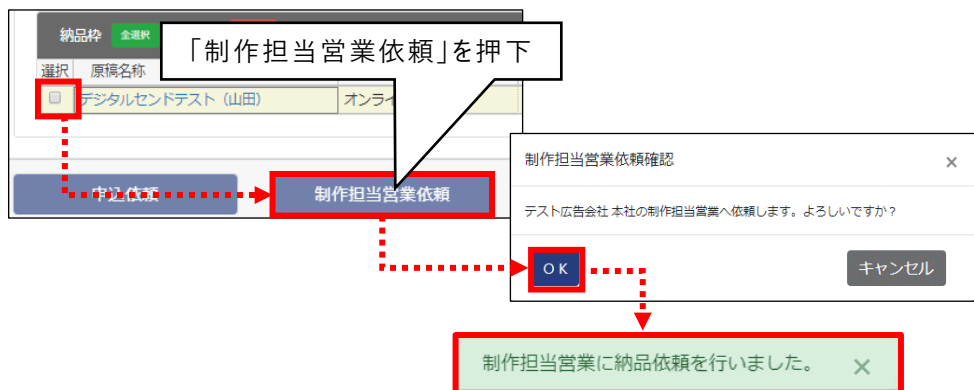 納品枠 全選択
「制作担当営業依頼」を押下
選択 原稿名称
デジタルセンドテスト（山田） オンライ
制作担当営業依頼確認 ×
申込依頼 制作担当営業依頼
テスト広告会社 本社の制作担当営業へ依頼します。よろしいですか？
ＯＫ キャンセル
制作担当営業に納品依頼を行いました。 ×